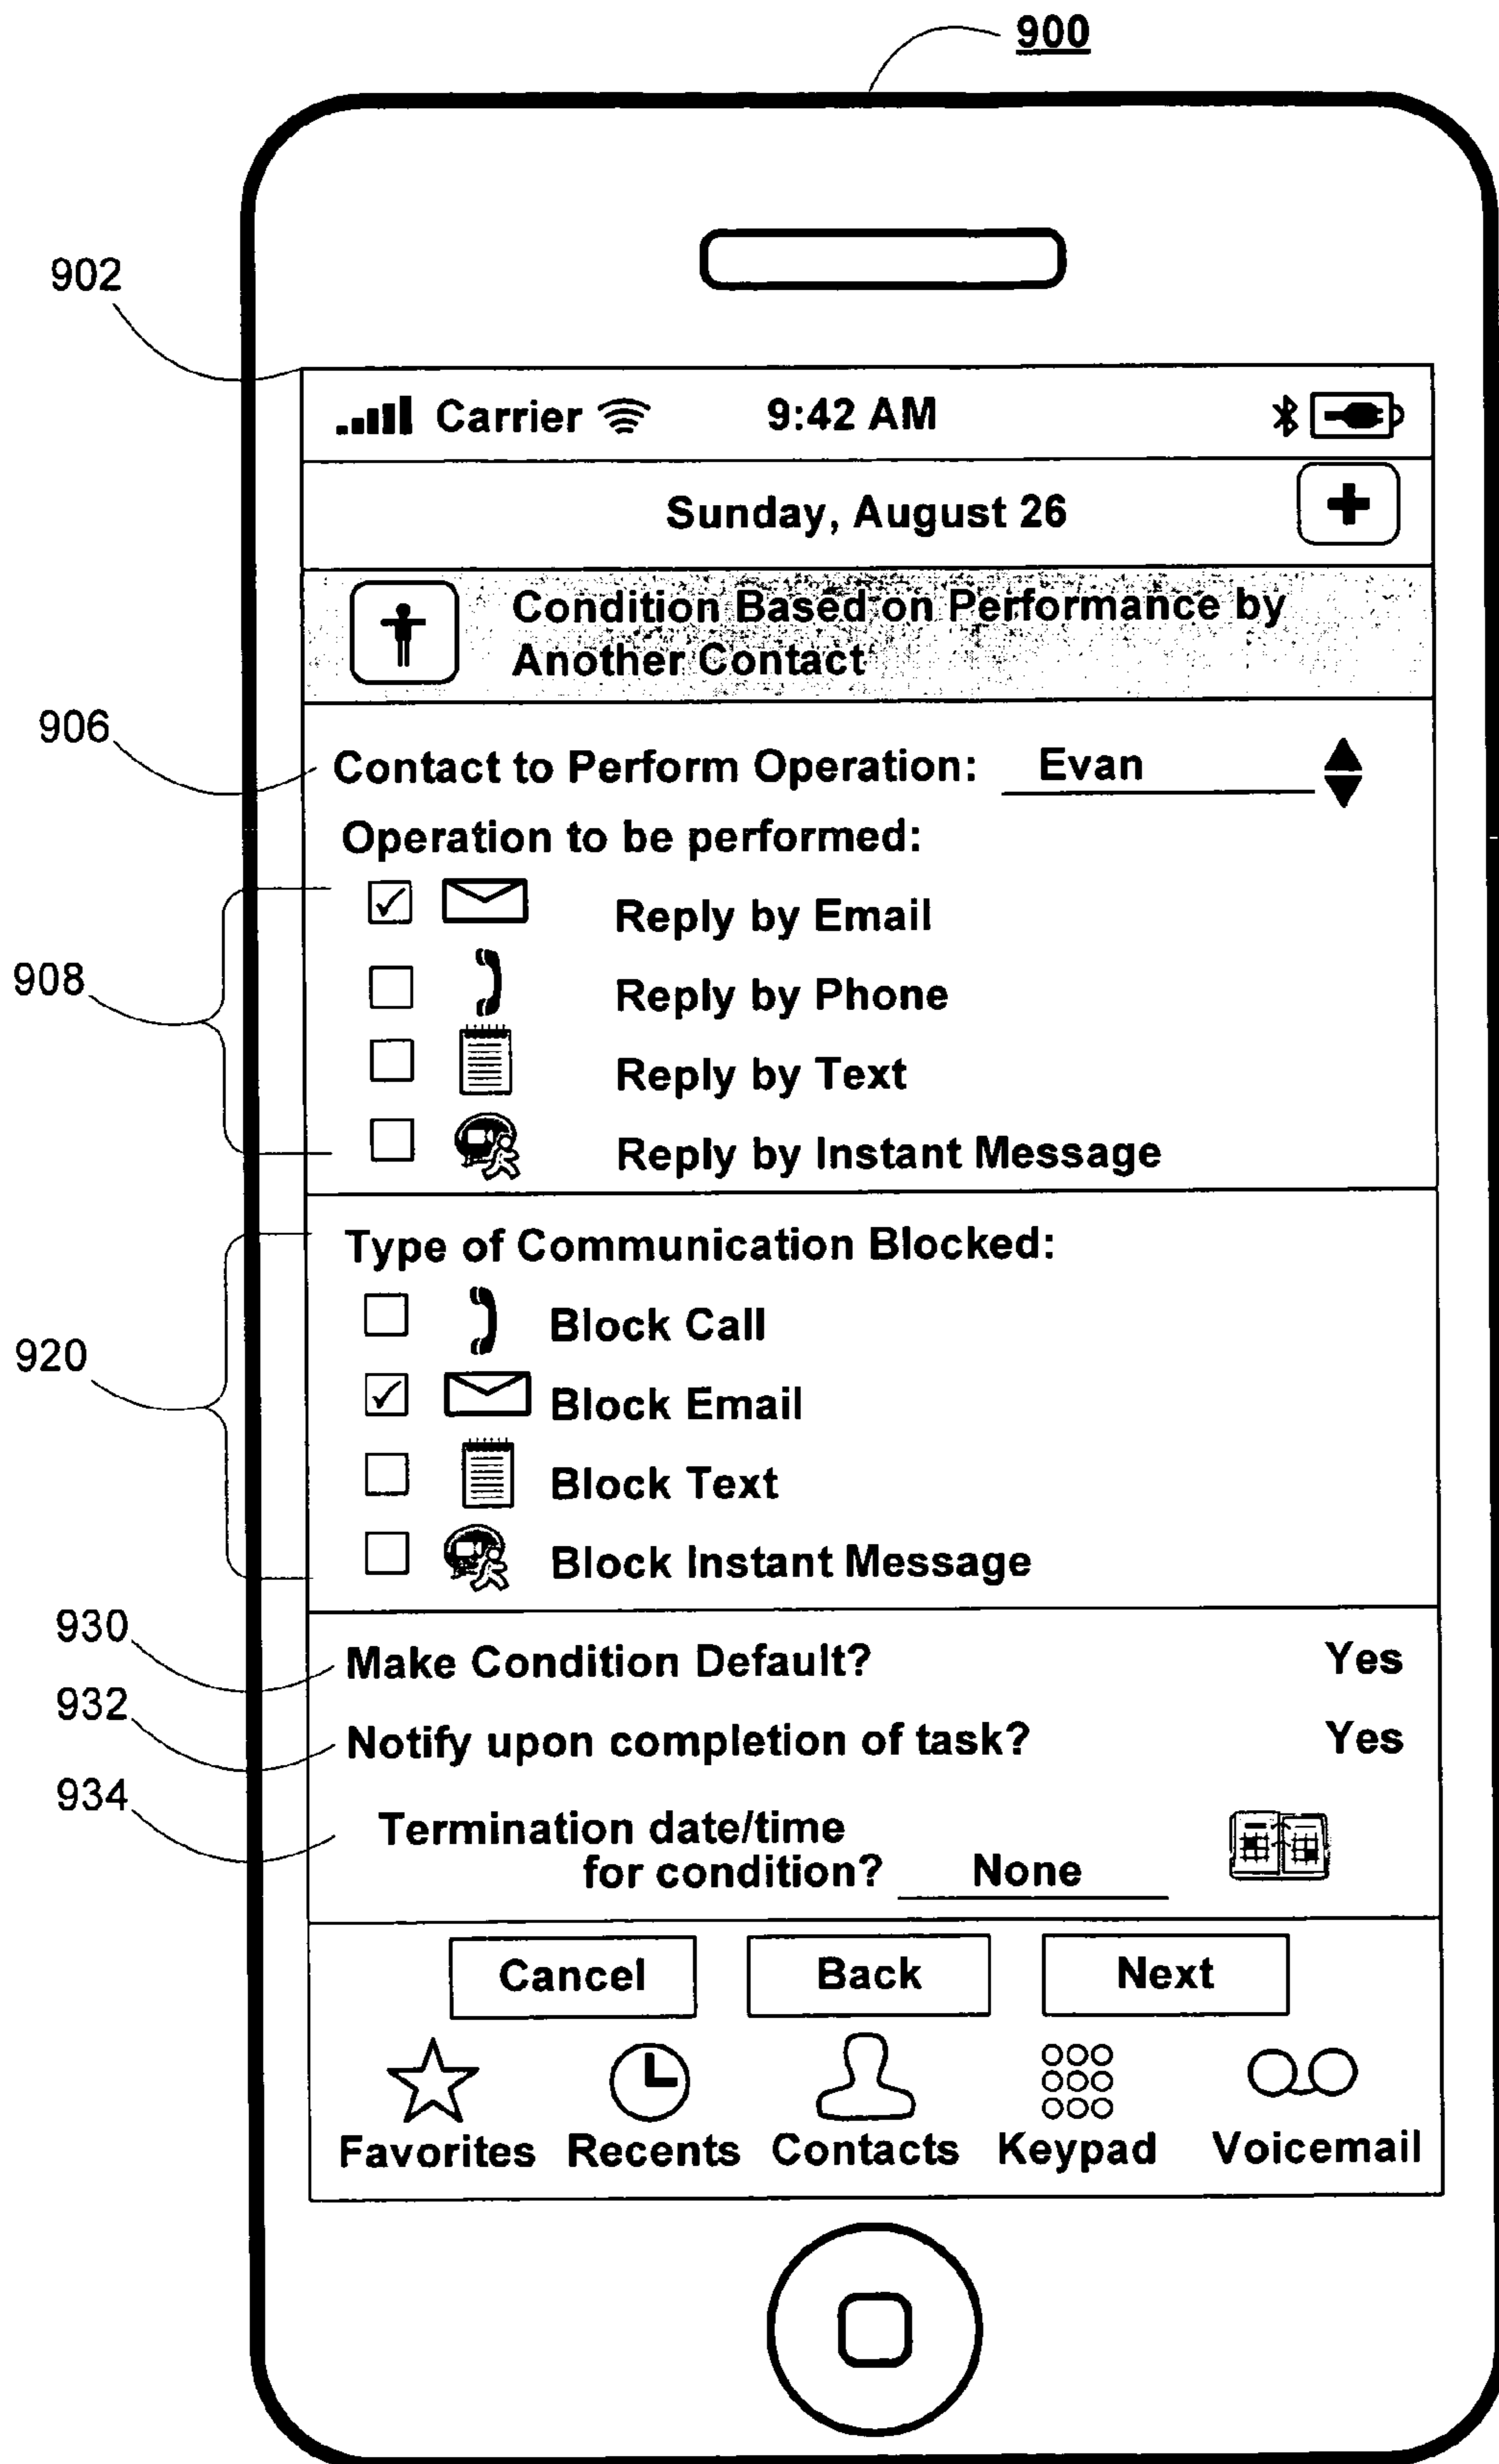 900
902
Carrier 9:42 AM
Sunday, August 26
Condition Based on Performance by
Another Contact
906
Contact to Perform Operation: Evan
Operation to be performed:
Reply by Email
908
Reply by Phone
Reply by Text
Reply by Instant Message
Type of Communication Blocked:
Block Call
920
Block Email
Block Text
Block Instant Message
930
Make Condition Default? Yes
932
Notify upon completion of task? Yes
934
Termination date/time
for condition? None
Cancel Back Next
Favorites Recents Contacts Keypad Voicemail